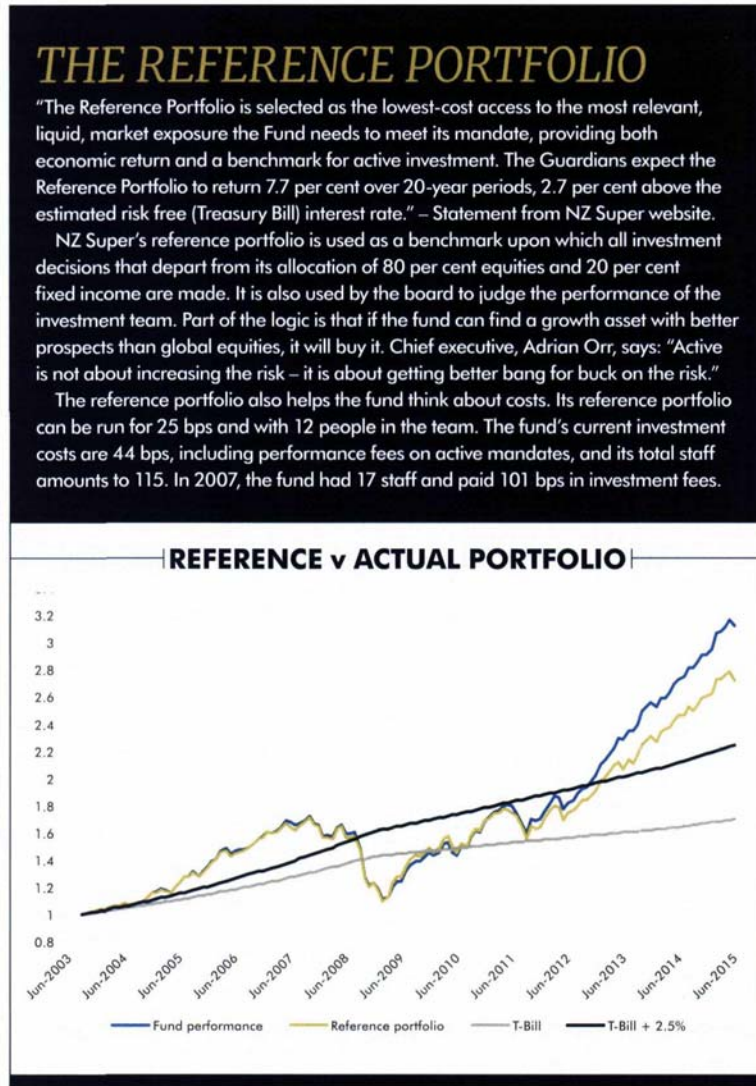 THE REFERENCE PORTFOLIO
"The Reference Portfolio is selected as the lowest-cost access to the most relevant,
liquid, market exposure the Fund needs to meet its mandate, providing both
economic return and a benchmark for active investment. The Guardians expect the
Reference Portfolio to return 7.7 per cent over 20-year periods, 2.7 per cent above the
estimated risk free (Treasury Bill) interest rate." – Statement from NZ Super website.
NZ Super's reference portfolio is used as a benchmark upon which all investment
decisions that depart from its allocation of 80 per cent equities and 20 per cent
fixed income are made. It is also used by the board to judge the performance of the
investment team. Part of the logic is that if the fund can find a growth asset with better
prospects than global equities, it will buy it. Chief executive, Adrian Orr, says: "Active
is not about increasing the risk – it is about getting better bang for buck on the risk."
The reference portfolio also helps the fund think about costs. Its reference portfolio
can be run for 25 bps and with 12 people in the team. The fund's current investment
costs are 44 bps, including performance fees on active mandates, and its total staff
amounts to 115. In 2007, the fund had 17 staff and paid 101 bps in investment fees.
REFERENCE v ACTUAL PORTFOLIO
3.2
3
2.8
2.6
2.4
2.2
2
1.8
1.6
1.4
1.2
1
0.8
Jun-2003
Jun-2004
Jun-2005
Jun-2006
Jun-2007
Jun-2008
Jun-2009
Jun-2010
Jun-2011
Jun-2012
Jun-2013
Jun-2014
Jun-2015
Fund performance
Reference portfolio
T-Bill
T-Bill + 2.5%